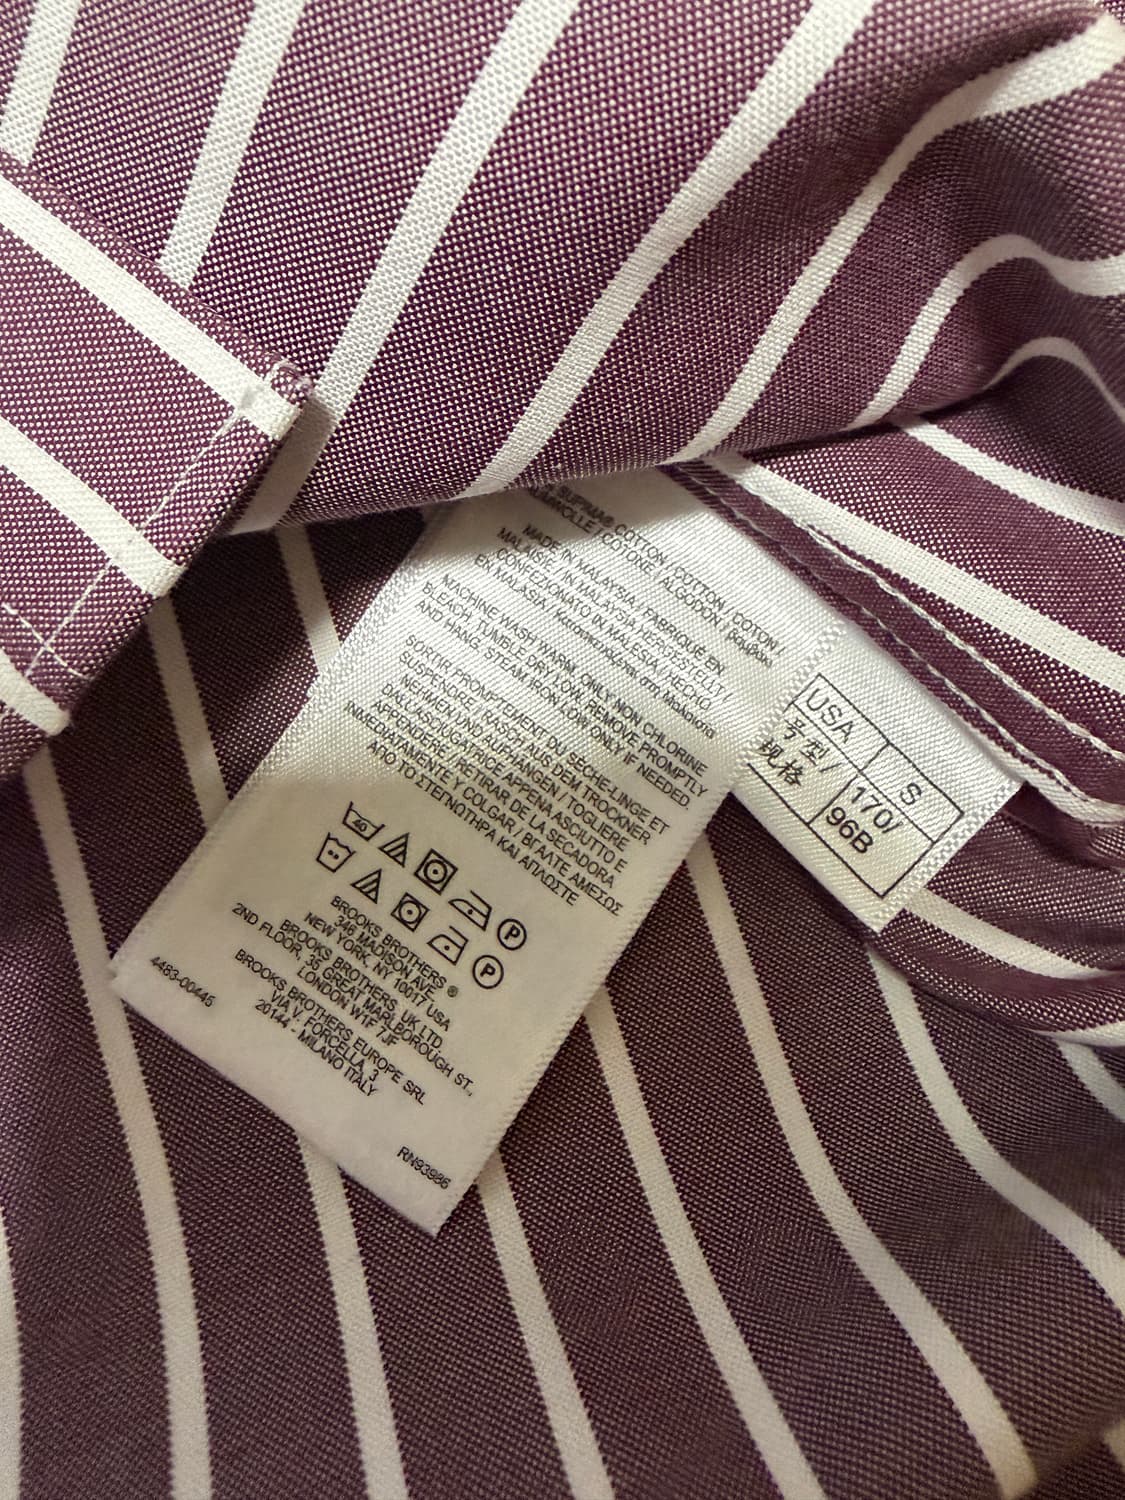 SUPIMA® COTTON / COTTON / COTON
COTONE / ALGODON / Βαμβάκι
MADE IN MALAYSIA / FABRIQUÉ EN
MALAISIE / IN MALAYSIA HERGESTELLT/
CONFEZIONATO IN MALESIA / HECHO
EN MALASIA / Κατασκευάζεται στη Μαλαισία
MACHINE WASH WARM, ONLY NON CHLORINE
BLEACH, TUMBLE DRY LOW, REMOVE PROMPTLY
AND HANG. STEAM IRON LOW ONLY IF NEEDED.
SORTIR PROMPTEMENT DU SÈCHE-LINGE ET
SUSPENDRE / RASCH AUS DEM TROCKNER
NEHMEN UND AUFHÄNGEN / TOGLIERE
DALL'ASCIUGATRICE APPENA ASCIUTTO E
APPENDERE / RETIRAR DE LA SECADORA
INMEDIATAMENTE Y COLGAR / ΒΓΑΛΤΕ ΑΜΕΣΩΣ
ΑΠΟ ΤΟ ΣΤΕΓΝΩΤΗΡΑ ΚΑΙ ΑΠΛΩΣΤΕ
40
P
P
BROOKS BROTHERS ®
346 MADISON AVE.
NEW YORK, NY 10017, USA
BROOKS BROTHERS, UK LTD.
2ND FLOOR, 35 GREAT MARLBOROUGH ST.,
LONDON W1F 7JF
BROOKS BROTHERS EUROPE SRL
VIA V. FORCELLA, 3
20144 - MILANO ITALY
4483-00445
RN93986
USA S
号型/ 170/
规格 96B